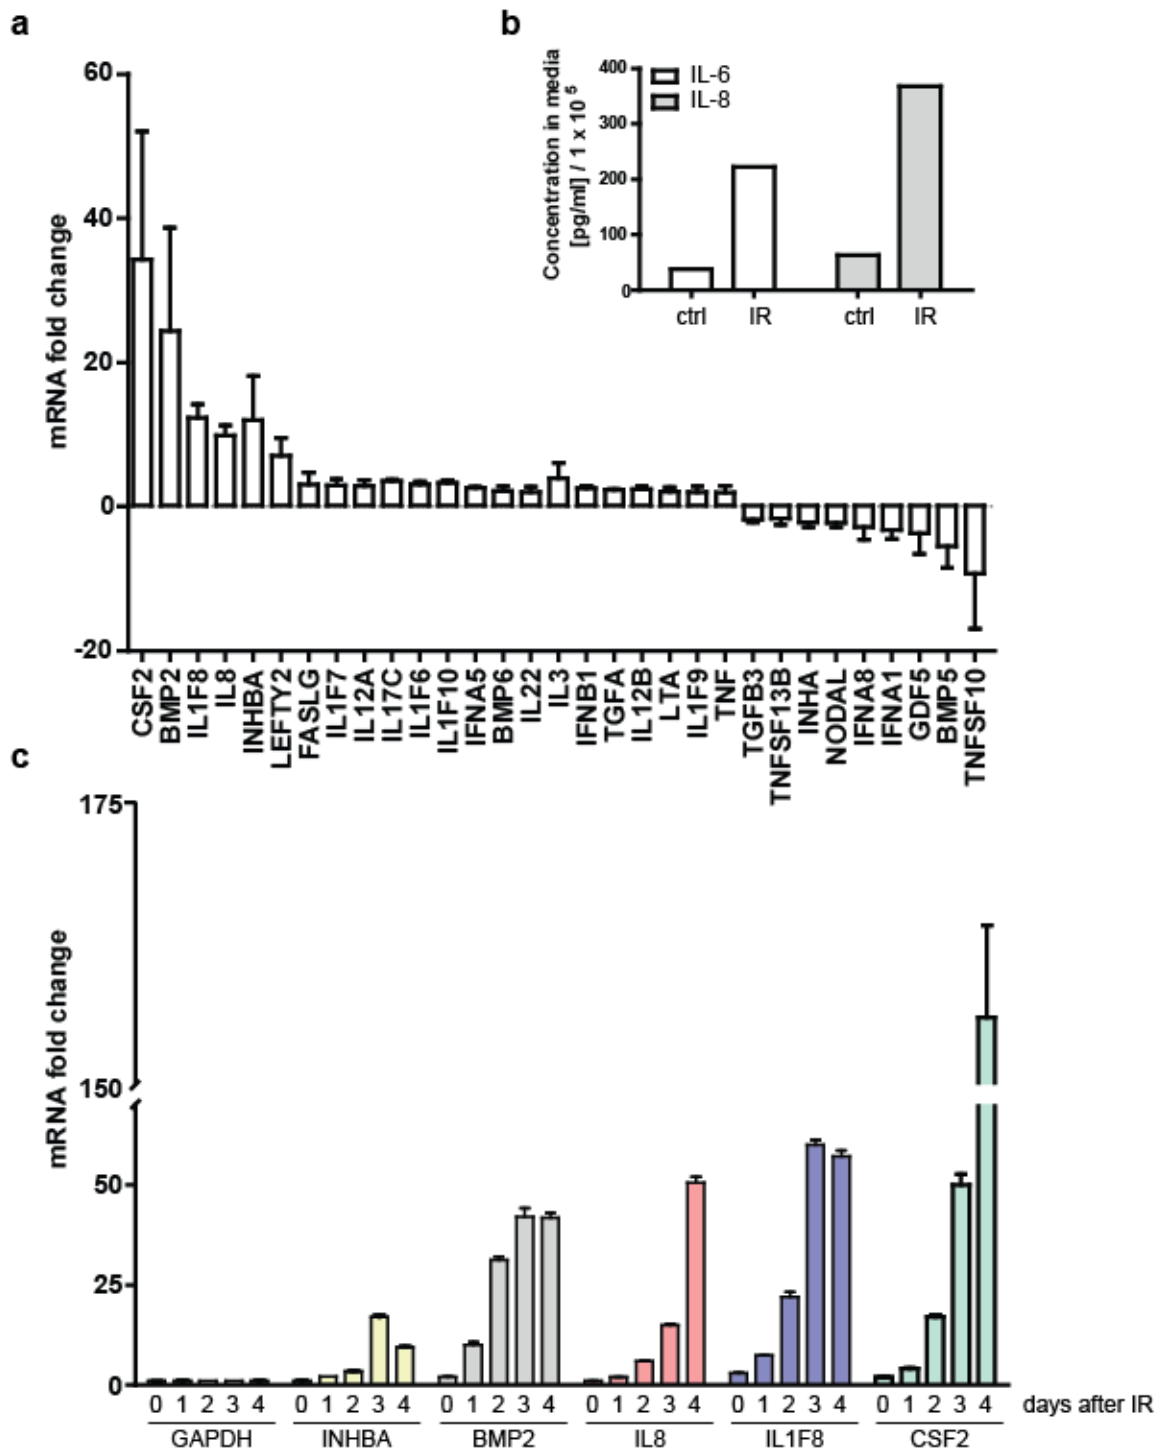 a
60
40
20
0
-20
mRNA fold change
CSF2
BMP2
IL1F8
IL8
INHBA
LEFTY2
FASLG
IL1F7
IL12A
IL17C
IL1F6
IL1F10
IFNA5
BMP6
IL22
IL3
IFNB1
TGFA
IL12B
LTA
IL1F9
TNF
TGFB3
TNFSF13B
INHA
NODAL
IFNA8
IFNA1
GDF5
BMP5
TNFSF10
b
Concentration in media
[pg/ml] / 1 x 10 5
400
300
200
100
0
IL-6
IL-8
ctrl IR ctrl IR
c
175
150
50
25
0
mRNA fold change
0 1 2 3 4 0 1 2 3 4 0 1 2 3 4 0 1 2 3 4 0 1 2 3 4 0 1 2 3 4 days after IR
GAPDH INHBA BMP2 IL8 IL1F8 CSF2